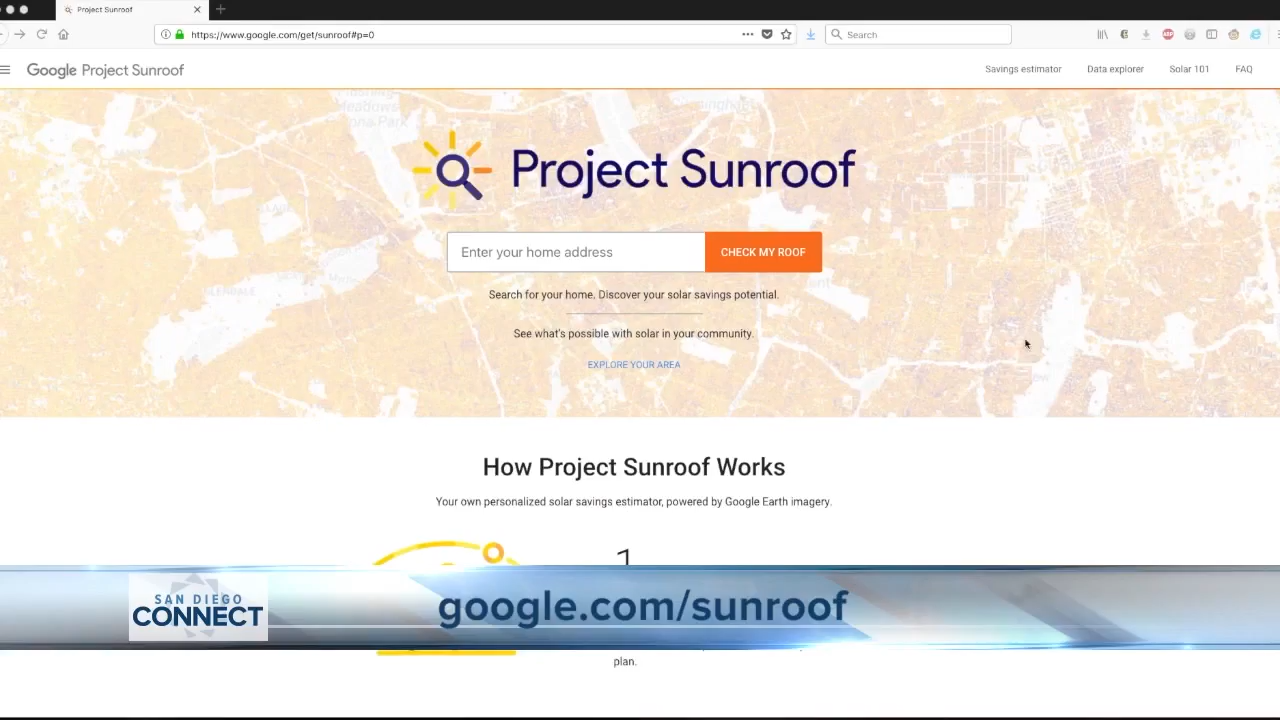 Project Sunroof
https://www.google.com/get/sunroof#p=0
Search
Google Project Sunroof
Savings estimator
Data explorer
Solar 101
FAQ
Project Sunroof
Enter your home address
CHECK MY ROOF
Search for your home. Discover your solar savings potential.
See what's possible with solar in your community.
EXPLORE YOUR AREA
How Project Sunroof Works
Your own personalized solar savings estimator, powered by Google Earth imagery.
1
SAN DIEGO
CONNECT
google.com/sunroof
plan.